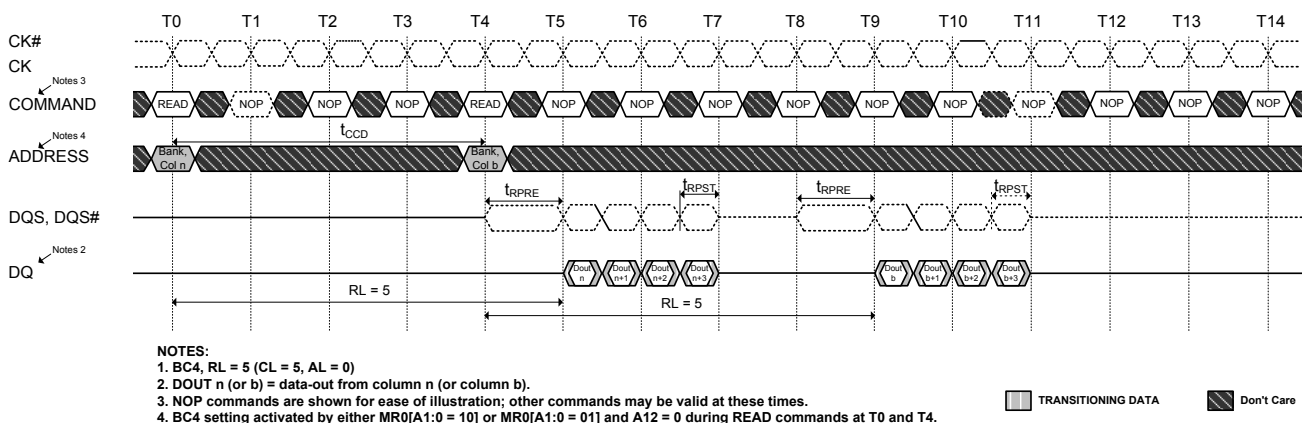 T0 T1 T2 T3 T4 T5 T6 T7 T8 T9 T10 T11 T12 T13 T14
CK#
CK
Notes 3
COMMAND READ NOP NOP NOP READ NOP NOP NOP NOP NOP NOP NOP NOP NOP NOP
tCCD
Notes 4
ADDRESS Bank, Col n Bank, Col b
tRPRE tRPST tRPRE tRPST
DQS, DQS#
Notes 2
DQ Dout n Dout n+1 Dout n+2 Dout n+3 Dout b Dout b+1 Dout b+2 Dout b+3
RL = 5
RL = 5
NOTES:
1. BC4, RL = 5 (CL = 5, AL = 0)
2. DOUT n (or b) = data-out from column n (or column b).
3. NOP commands are shown for ease of illustration; other commands may be valid at these times.
4. BC4 setting activated by either MR0[A1:0 = 10] or MR0[A1:0 = 01] and A12 = 0 during READ commands at T0 and T4.
TRANSITIONING DATA Don't Care